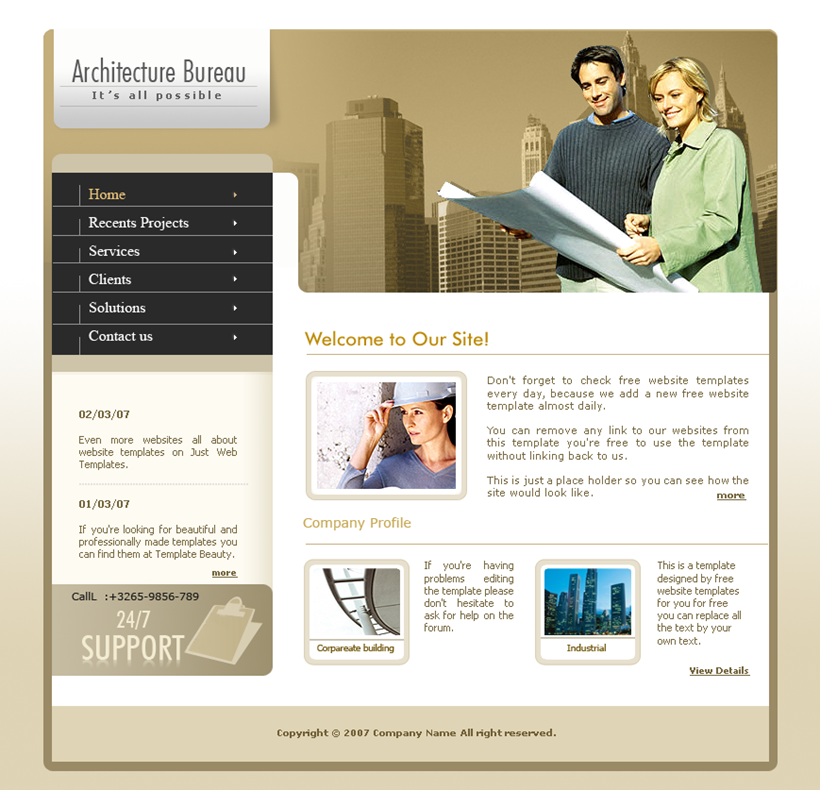 Architecture Bureau
It's all possible
Home
Recents Projects
Services
Clients
Solutions
Contact us
02/03/07
Even more websites all about
website templates on Just Web
Templates.
01/03/07
If you're looking for beautiful and
professionally made templates you
can find them at Template Beauty.
more
CallL :+3265-9856-789
24/7
SUPPORT
Welcome to Our Site!
Don't forget to check free website templates
every day, because we add a new free website
template almost daily.
You can remove any link to our websites from
this template you're free to use the template
without linking back to us.
This is just a place holder so you can see how the
site would look like.
more
Company Profile
Corpareate building
If you're having
problems editing
the template please
don't hesitate to
ask for help on the
forum.
Industrial
This is a template
designed by free
website templates
for you for free
you can replace all
the text by your
own text.
View Details
Copyright © 2007 Company Name All right reserved.